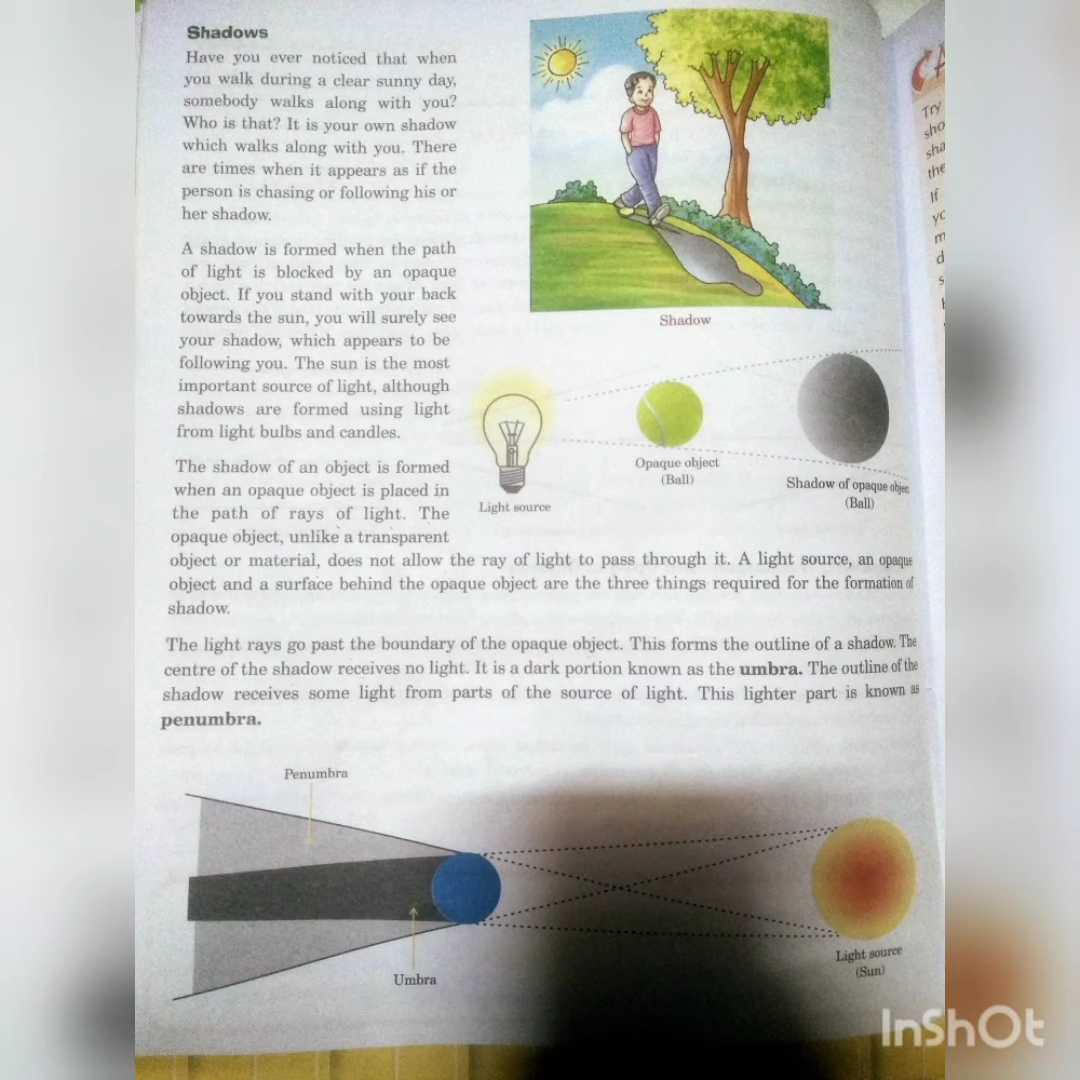 Shadows
Have you ever noticed that when
you walk during a clear sunny day,
somebody walks along with you?
Who is that? It is your own shadow
which walks along with you. There
are times when it appears as if the
person is chasing or following his or
her shadow.
A shadow is formed when the path
of light is blocked by an opaque
object. If you stand with your back
towards the sun, you will surely see
your shadow, which appears to be
following you. The sun is the most
important source of light, although
shadows are formed using light
from light bulbs and candles.
The shadow of an object is formed
when an opaque object is placed in
the path of rays of light. The
opaque object, unlike a transparent
object or material, does not allow the ray of light to pass through it. A light source, an opaque
object and a surface behind the opaque object are the three things required for the formation of
shadow.
The light rays go past the boundary of the opaque object. This forms the outline of a shadow. The
centre of the shadow receives no light. It is a dark portion known as the umbra. The outline of the
shadow receives some light from parts of the source of light. This lighter part is known as
penumbra.
Shadow
Light source
Opaque object
(Ball)
Shadow of opaque object
(Ball)
Penumbra
Umbra
Light source
(Sun)
Try
sho
sha
the
If
InShOt